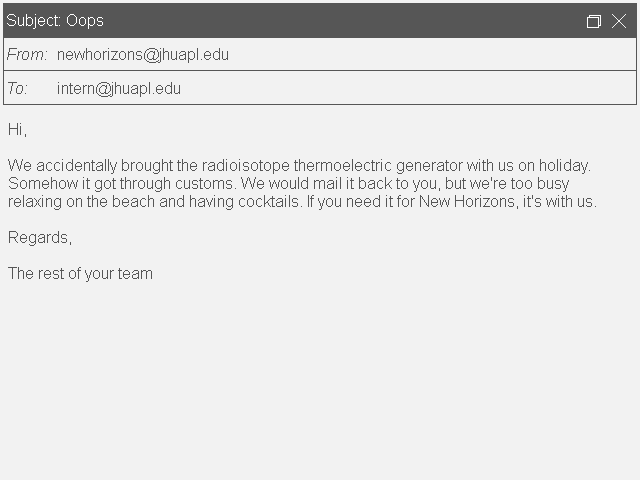 Subject: Oops
From: newhorizons@jhuapl.edu
To: intern@jhuapl.edu
Hi,
We accidentally brought the radioisotope thermoelectric generator with us on holiday.
Somehow it got through customs. We would mail it back to you, but we're too busy
relaxing on the beach and having cocktails. If you need it for New Horizons, it's with us.
Regards,
The rest of your team